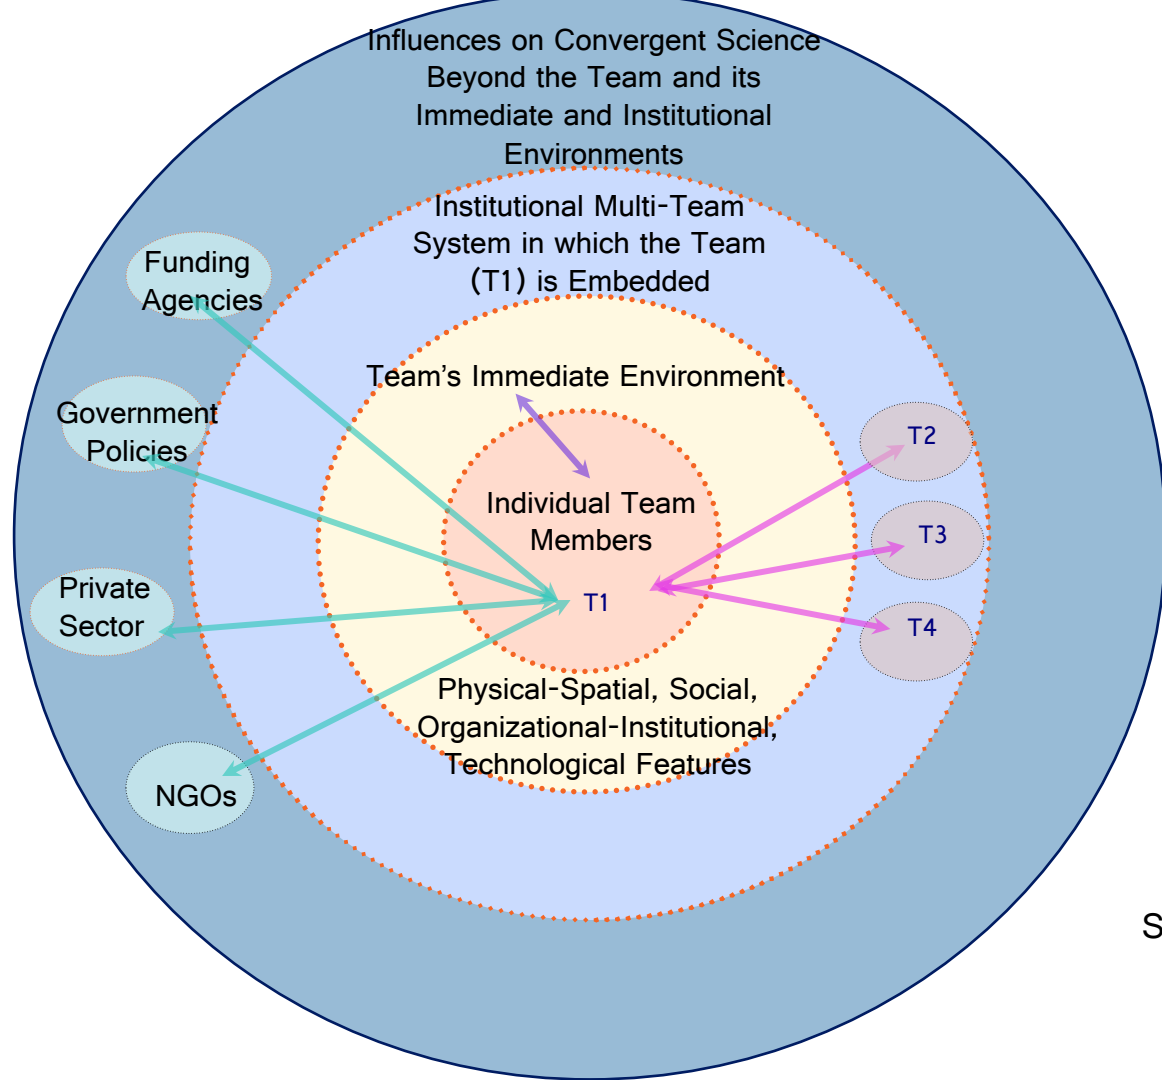 Influences on Convergent Science
Beyond the Team and its
Immediate and Institutional
Environments
Institutional Multi-Team
System in which the Team
(T1) is Embedded
Funding
Agencies
Team's Immediate Environment
Government
Policies
T2
Individual Team
Members
T3
Private
Sector
T1
T4
Physical-Spatial, Social,
Organizational-Institutional,
Technological Features
NGOs
S